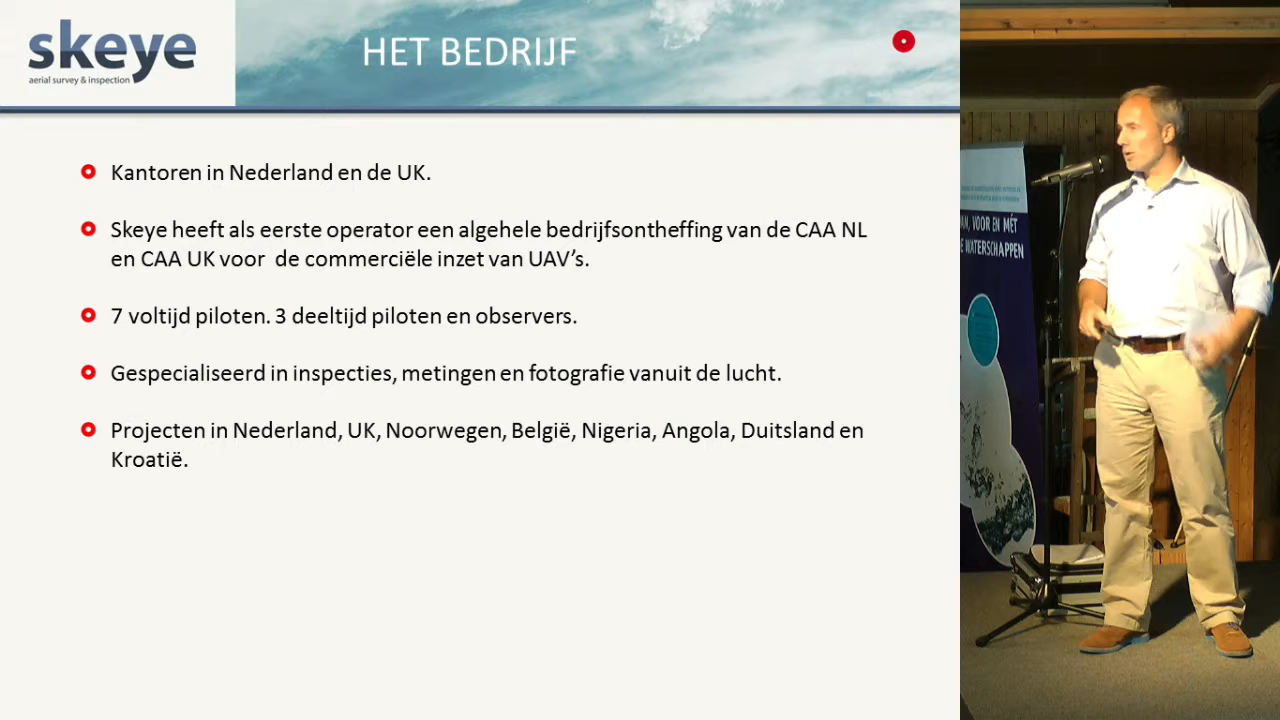 skeye
aerial survey & inspection
HET BEDRIJF
Kantoren in Nederland en de UK.
Skeye heeft als eerste operator een algehele bedrijfsontheffing van de CAA NL
en CAA UK voor de commerciële inzet van UAV's.
7 voltijd piloten. 3 deeltijd piloten en observers.
Gespecialiseerd in inspecties, metingen en fotografie vanuit de lucht.
Projecten in Nederland, UK, Noorwegen, België, Nigeria, Angola, Duitsland en
Kroatië.
VOOR EN MÉT
WATERSCHAPPEN